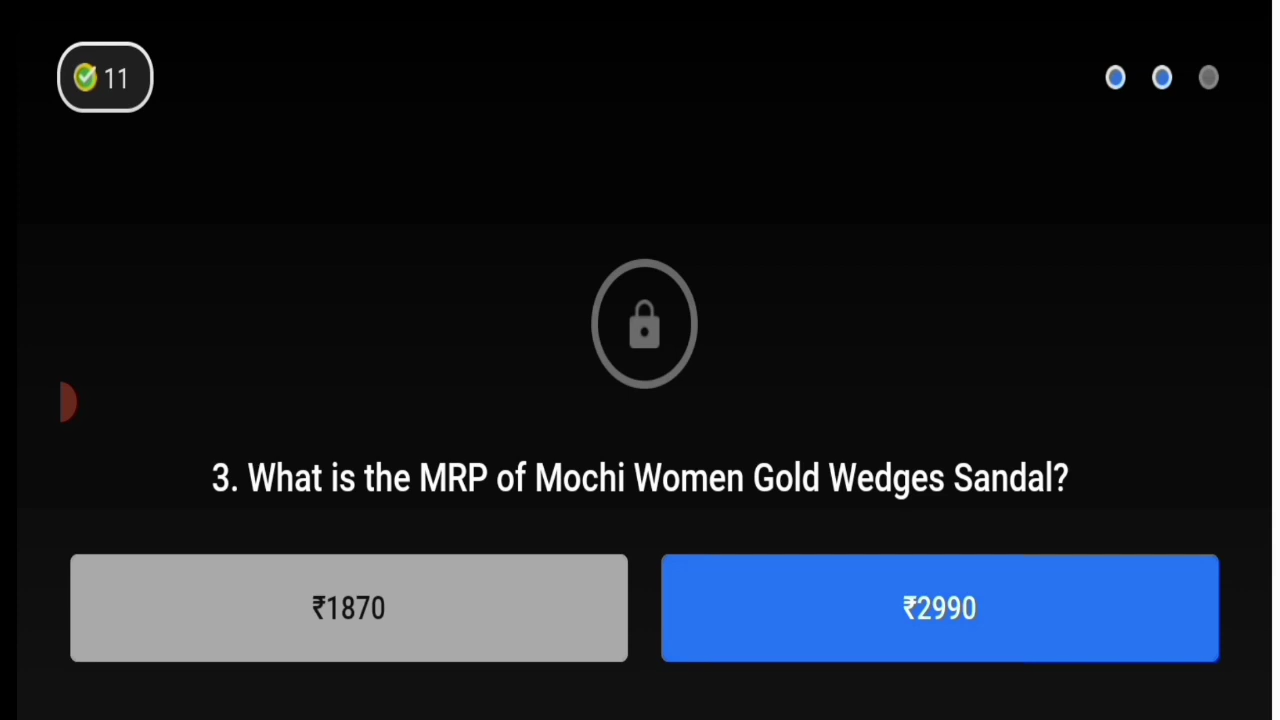 11
3. What is the MRP of Mochi Women Gold Wedges Sandal?
₹1870
₹2990